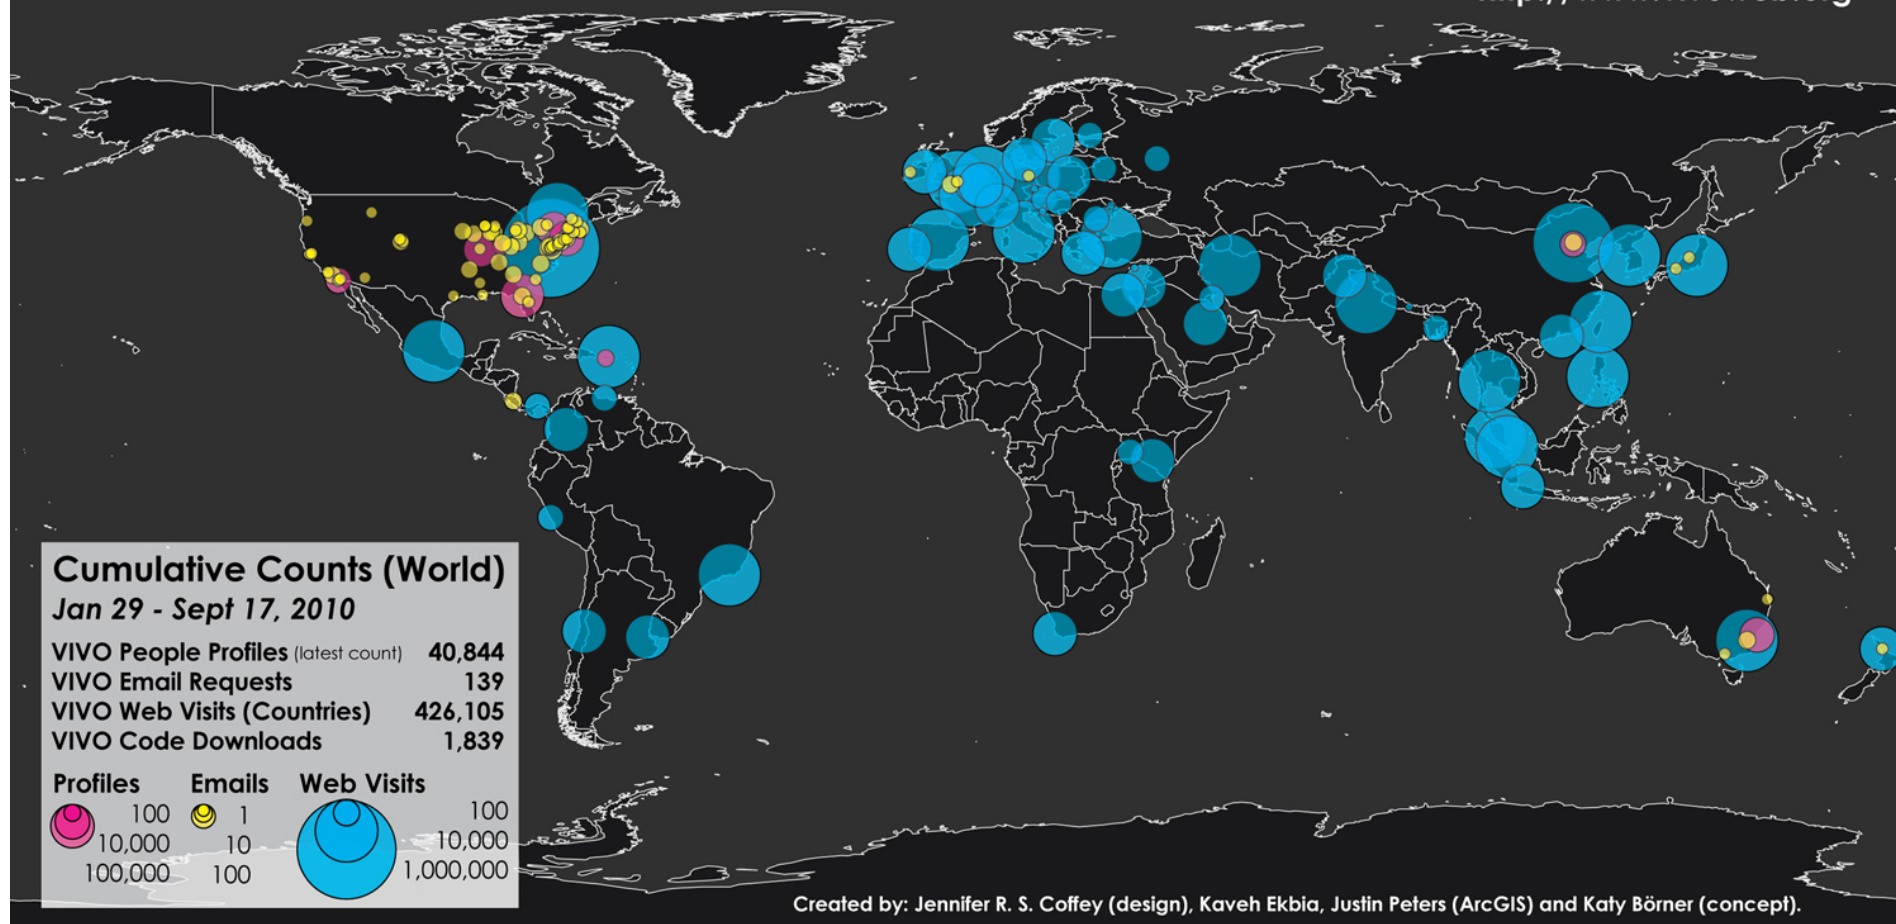 Cumulative Counts (World)
Jan 29 - Sept 17, 2010
VIVO People Profiles (latest count) 40,844
VIVO Email Requests 139
VIVO Web Visits (Countries) 426,105
VIVO Code Downloads 1,839
Profiles Emails Web Visits
100 1 100
10,000 10 10,000
100,000 100 1,000,000
Created by: Jennifer R. S. Coffey (design), Kaveh Ekbia, Justin Peters (ArcGIS) and Katy Börner (concept).